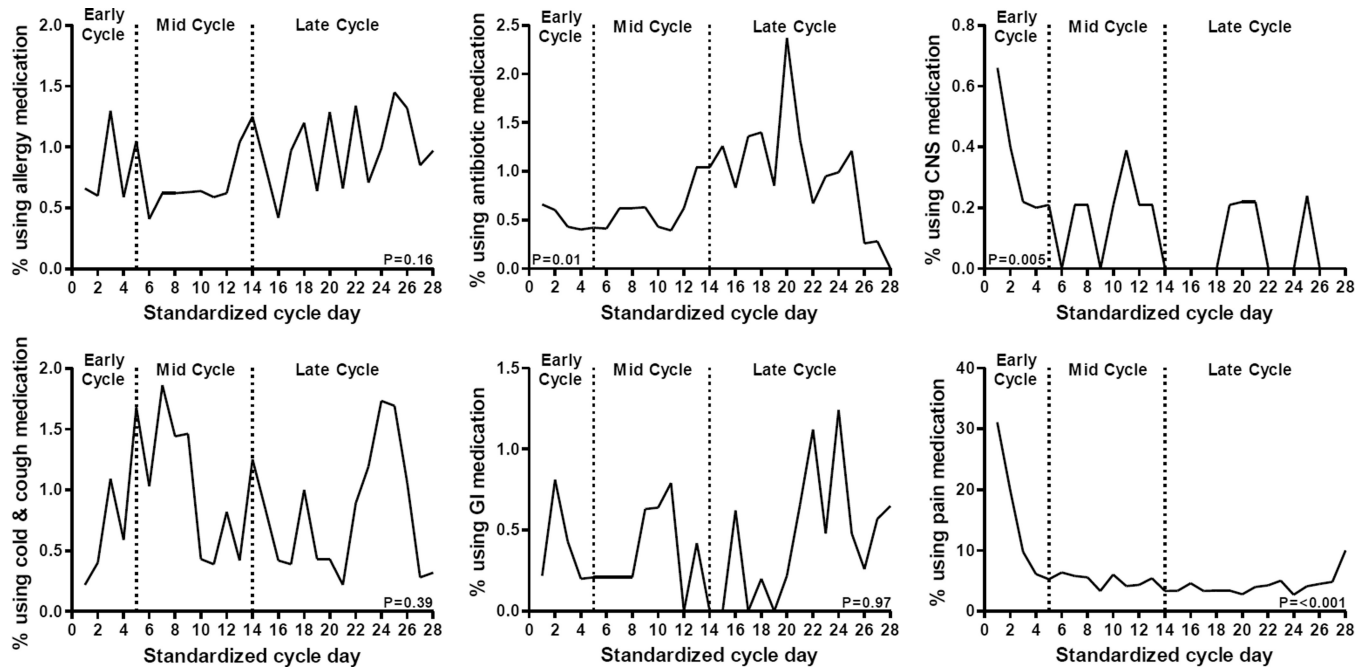 Early
Cycle
Mid Cycle
Late Cycle
% using allergy medication
2.0
1.5
1.0
0.5
0.0
P=0.16
0 2 4 6 8 10 12 14 16 18 20 22 24 26 28
Standardized cycle day
Early
Cycle
Mid Cycle
Late Cycle
% using antibiotic medication
2.5
2.0
1.5
1.0
0.5
0.0
P=0.01
0 2 4 6 8 10 12 14 16 18 20 22 24 26 28
Standardized cycle day
Early
Cycle
Mid Cycle
Late Cycle
% using CNS medication
0.8
0.6
0.4
0.2
0.0
P=0.005
0 2 4 6 8 10 12 14 16 18 20 22 24 26 28
Standardized cycle day
Early
Cycle
Mid Cycle
Late Cycle
% using cold & cough medication
2.0
1.5
1.0
0.5
0.0
P=0.39
0 2 4 6 8 10 12 14 16 18 20 22 24 26 28
Standardized cycle day
Early
Cycle
Mid Cycle
Late Cycle
% using GI medication
1.5
1.0
0.5
0.0
P=0.97
0 2 4 6 8 10 12 14 16 18 20 22 24 26 28
Standardized cycle day
Early
Cycle
Mid Cycle
Late Cycle
% using pain medication
40
30
20
10
0
P=<0.001
0 2 4 6 8 10 12 14 16 18 20 22 24 26 28
Standardized cycle day